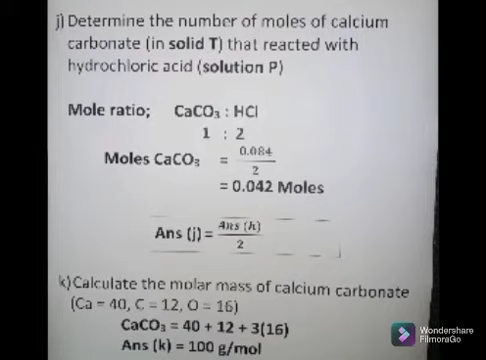 j) Determine the number of moles of calcium
carbonate (in solid T) that reacted with
hydrochloric acid (solution P)
Mole ratio; CaCO₃ : HCl
1 : 2
Moles CaCO₃ = 0.084/2
= 0.042 Moles
Ans (j) = Ans (h)/2
k) Calculate the molar mass of calcium carbonate
(Ca = 40, C = 12, O = 16)
CaCO₃ = 40 + 12 + 3(16)
Ans (k) = 100 g/mol
Wondershare
FilmoraGo